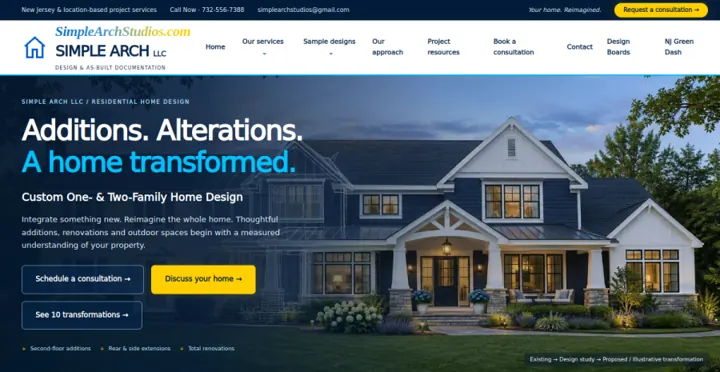 New Jersey & location-based project services
Call Now - 732-556-7388
simplearchstudios@gmail.com
Your home. Reimagined.
Request a consultation →
SimpleArchStudios.com
SIMPLE ARCH LLC
DESIGN & AS-BUILT DOCUMENTATION
Home
Our services
Sample designs
Our
approach
Project
resources
Book a
consultation
Contact
Design
Boards
NJ Green
Dash
SIMPLE ARCH LLC / RESIDENTIAL HOME DESIGN
Additions. Alterations.
A home transformed.
Custom One- & Two-Family Home Design
Integrate something new. Reimagine the whole home. Thoughtful
additions, renovations and outdoor spaces begin with a measured
understanding of your property.
Schedule a consultation →
Discuss your home →
See 10 transformations →
Second-floor additions
Rear & side extensions
Total renovations
Existing → Design study → Proposed / Illustrative transformation